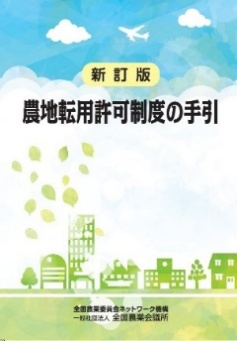 新訂版
農地転用許可制度の手引
全国農業委員会ネットワーク機構
一般社団法人 全国農業会議所